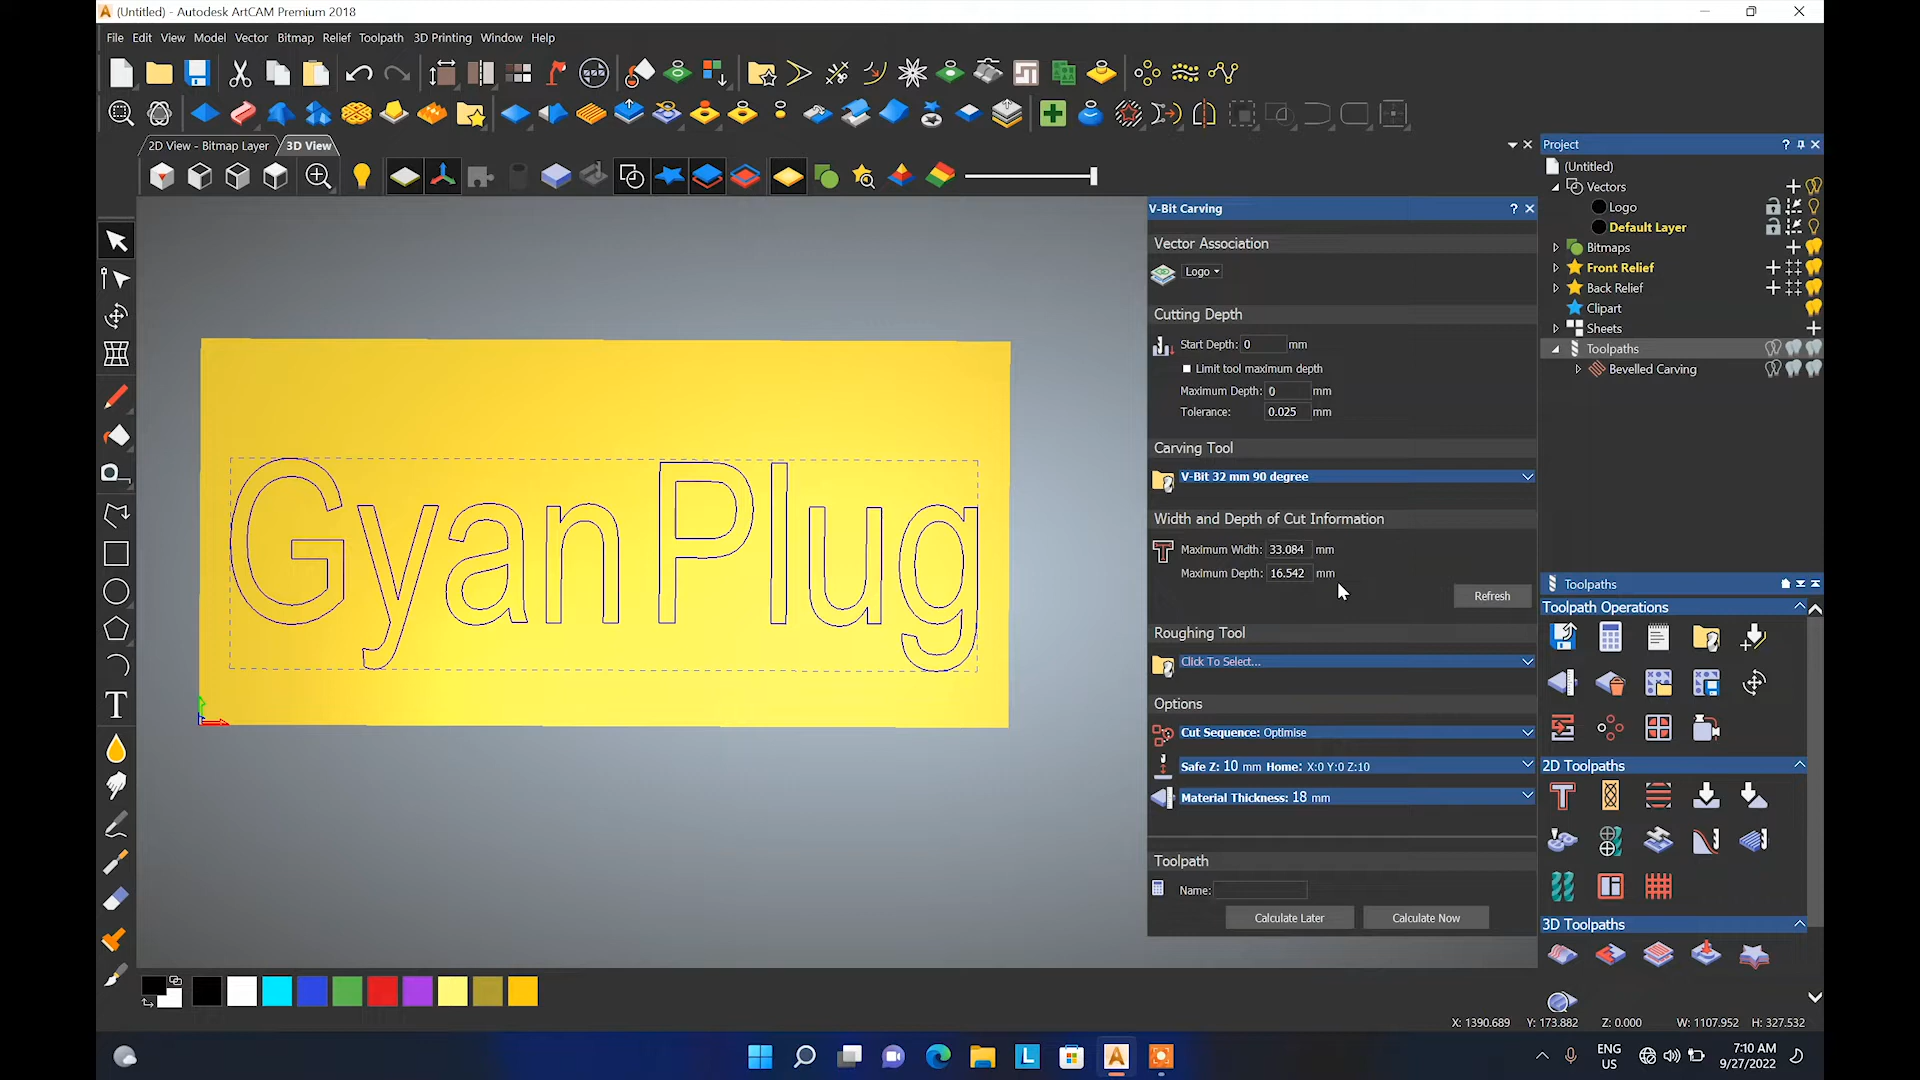 (Untitled) - Autodesk ArtCAM Premium 2018
File Edit View Model Vector Bitmap Relief Toolpath 3D Printing Window Help
2D View - Bitmap Layer
3D View
Gyan Plug
V-Bit Carving
Vector Association
Logo
Cutting Depth
Start Depth: 0 mm
Limit tool maximum depth
Maximum Depth: 0 mm
Tolerance: 0.025 mm
Carving Tool
V-Bit 32 mm 90 degree
Width and Depth of Cut Information
Maximum Width: 33.084 mm
Maximum Depth: 16.542 mm
Refresh
Roughing Tool
Click To Select...
Options
Cut Sequence: Optimise
Safe Z: 10 mm Home: X:0 Y:0 Z:10
Material Thickness: 18 mm
Toolpath
Name:
Calculate Later
Calculate Now
Project
(Untitled)
Vectors
Logo
Default Layer
Bitmaps
Front Relief
Back Relief
Clipart
Sheets
Toolpaths
Bevelled Carving
Toolpaths
Toolpath Operations
2D Toolpaths
3D Toolpaths
X: 1390.689 Y: 173.882 Z: 0.000 W: 1107.952 H: 327.532
ENG
US
7:10 AM
9/27/2022